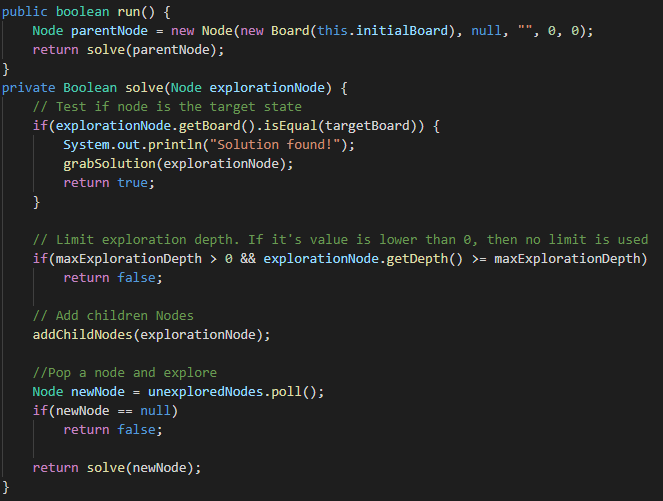 public boolean run() {
    Node parentNode = new Node(new Board(this.initialBoard), null, "", 0, 0);
    return solve(parentNode);
}
private Boolean solve(Node explorationNode) {
    // Test if node is the target state
    if(explorationNode.getBoard().isEqual(targetBoard)) {
        System.out.println("Solution found!");
        grabSolution(explorationNode);
        return true;
    }

    // Limit exploration depth. If it's value is lower than 0, then no limit is used
    if(maxExplorationDepth > 0 && explorationNode.getDepth() >= maxExplorationDepth)
        return false;

    // Add children Nodes
    addChildNodes(explorationNode);

    //Pop a node and explore
    Node newNode = unexploredNodes.poll();
    if(newNode == null)
        return false;

    return solve(newNode);
}